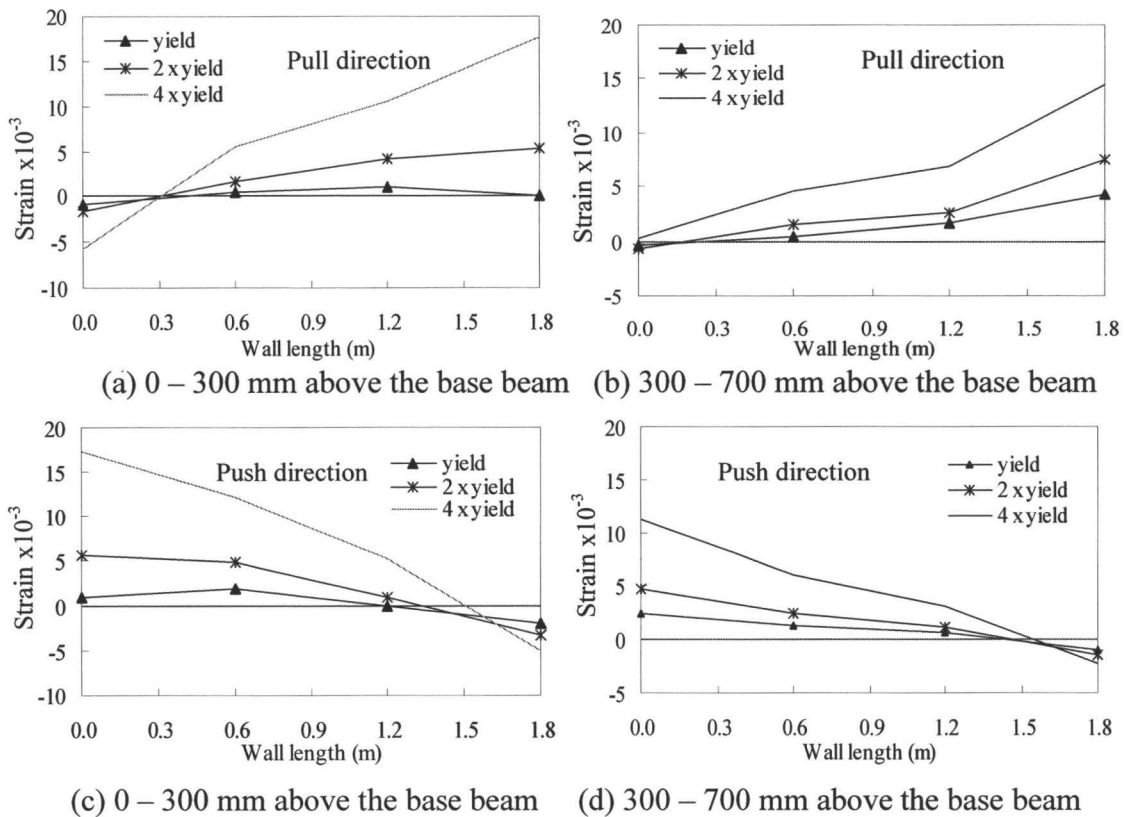 20
15
10
5
0
-5
-10
Strain x10⁻³
yield
2 x yield
4 x yield
Pull direction
0.0 0.3 0.6 0.9 1.2 1.5 1.8
Wall length (m)
(a) 0 – 300 mm above the base beam
20
15
10
5
0
-5
Strain x10⁻³
yield
2 x yield
4 x yield
Pull direction
0.0 0.3 0.6 0.9 1.2 1.5 1.8
Wall length (m)
(b) 300 – 700 mm above the base beam
20
15
10
5
0
-5
-10
Strain x10⁻³
Push direction
yield
2 x yield
4 x yield
0.0 0.3 0.6 0.9 1.2 1.5 1.8
Wall length (m)
(c) 0 – 300 mm above the base beam
20
15
10
5
0
-5
Strain x10⁻³
Push direction
yield
2 x yield
4 x yield
0.0 0.3 0.6 0.9 1.2 1.5 1.8
Wall length (m)
(d) 300 – 700 mm above the base beam